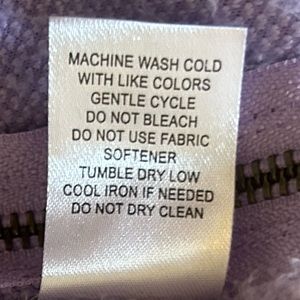 MACHINE WASH COLD
WITH LIKE COLORS
GENTLE CYCLE
DO NOT BLEACH
DO NOT USE FABRIC
SOFTENER
TUMBLE DRY LOW
COOL IRON IF NEEDED
DO NOT DRY CLEAN